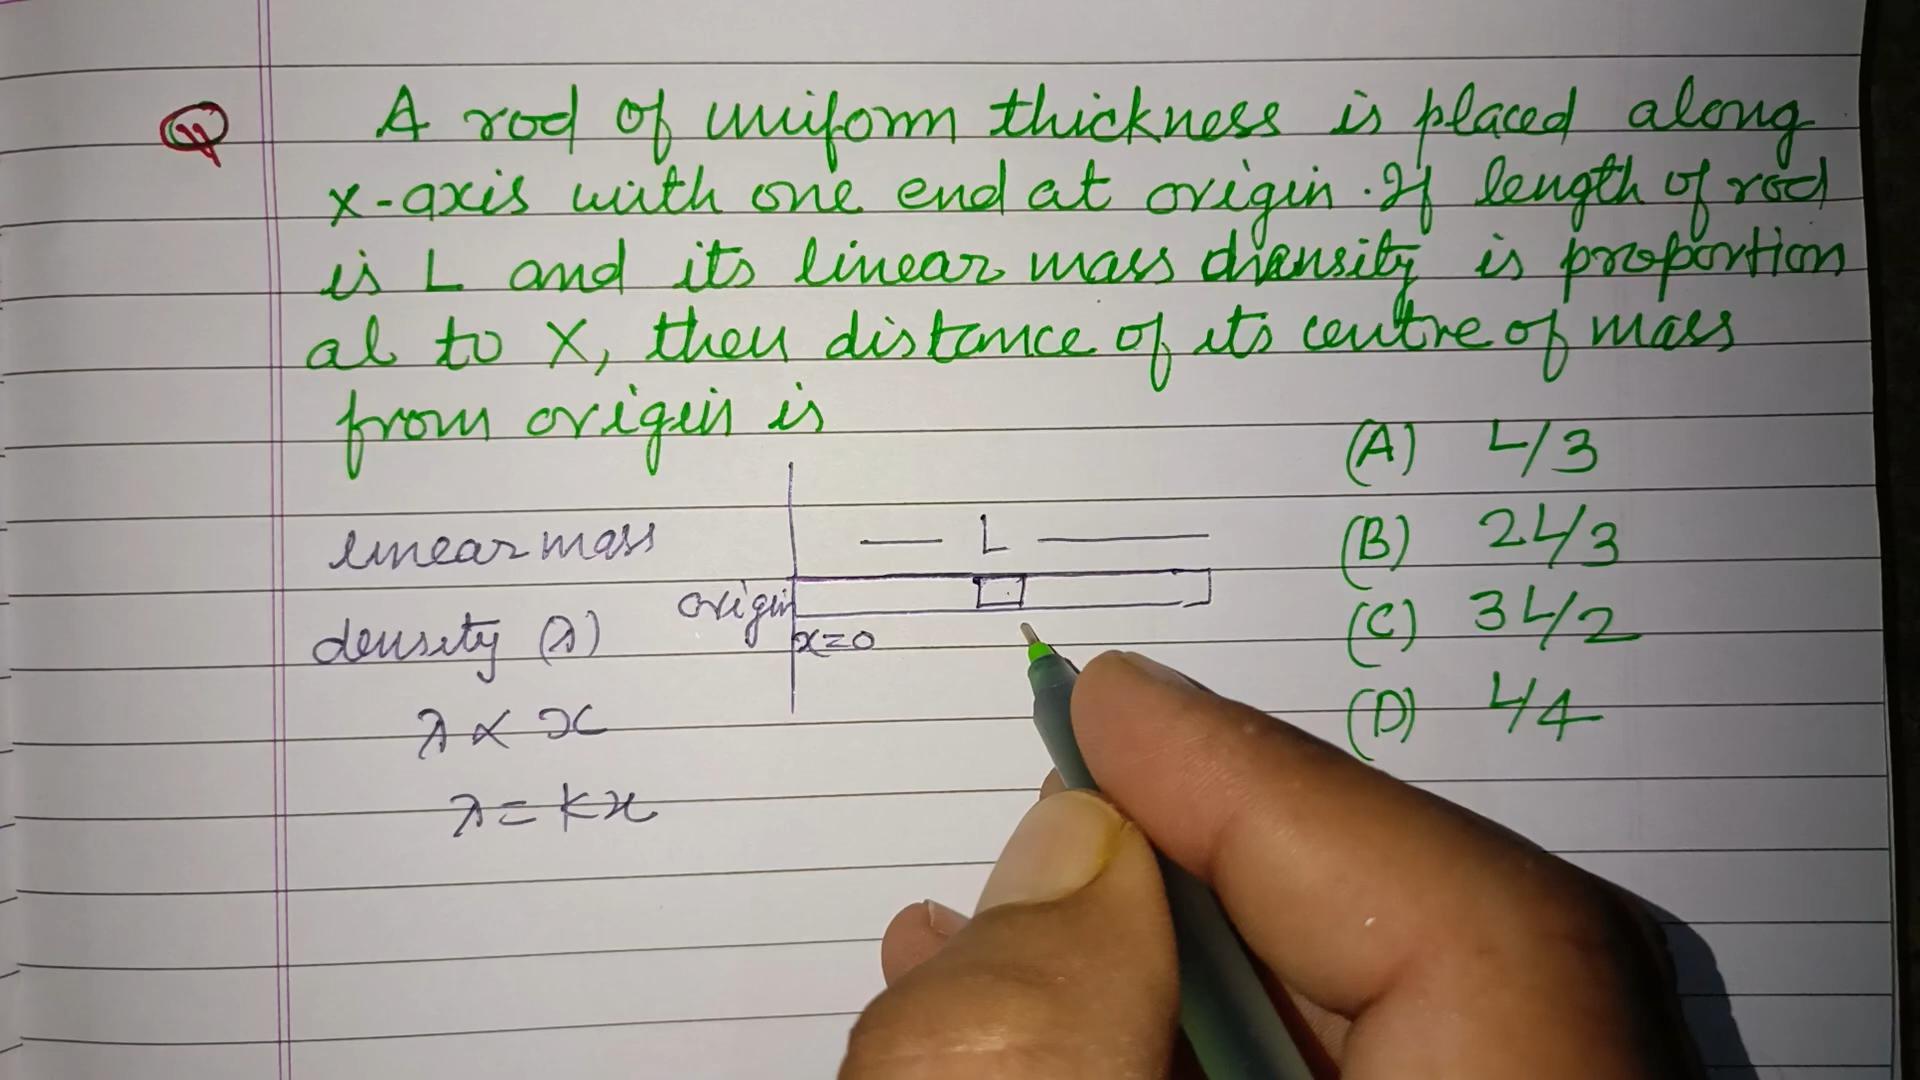 Q
A rod of uniform thickness is placed along
x-axis with one end at origin. If length of rod
is L and its linear mass density is proportion
al to X, then distance of its centre of mass
from origin is
(A) L/3
(B) 2L/3
(C) 3L/2
(D) L/4
linear mass
density (λ)
λ ∝ x
λ = kx
L
origin
x=0